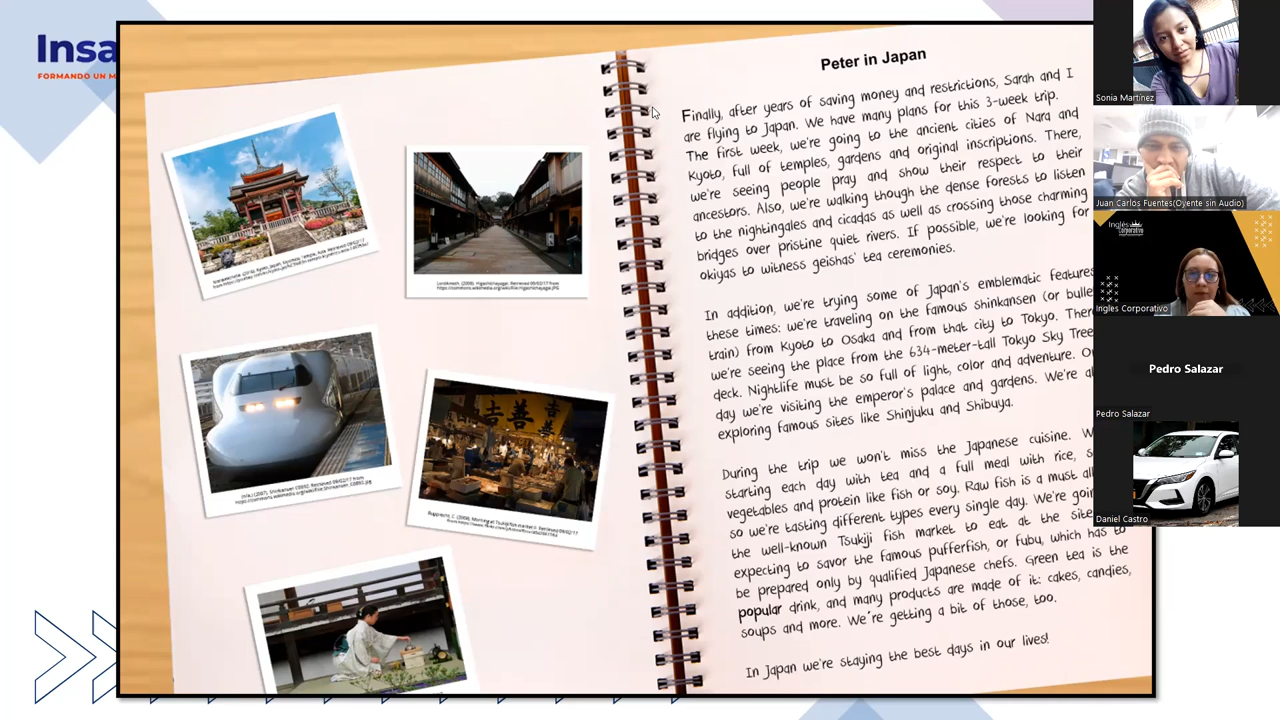 Insa
FORMANDO UN M
Peter in Japan
Finally, after years of saving money and restrictions, Sarah and I
are flying to Japan. We have many plans for this 3-week trip.
The first week, we're going to the ancient cities of Nara and
Kyoto, full of temples, gardens and original inscriptions. There,
we're seeing people pray and show their respect to their
ancestors. Also, we're walking though the dense forests to listen
to the nightingales and cicadas as well as crossing those charming
bridges over pristine quiet rivers. If possible, we're looking for
okiyas to witness geishas' tea ceremonies.
In addition, we're trying some of Japan's emblematic features
these times: we're traveling on the famous shinkansen (or bulle
train) from Kyoto to Osaka and from that city to Tokyo. Ther
we're seeing the place from the 634-meter-tall Tokyo Sky Tree
deck. Nightlife must be so full of light, color and adventure. O
day we're visiting the emperor's palace and gardens. We're al
exploring famous sites like Shinjuku and Shibuya.
During the trip we won't miss the Japanese cuisine. W
starting each day with tea and a full meal with rice, s
vegetables and protein like fish or soy. Raw fish is a must all
so we're tasting different types every single day. We're goin
the well-known Tsukiji fish market to eat at the site
expecting to savor the famous pufferfish, or fubu, which has to
be prepared only by qualified Japanese chefs. Green tea is the
popular drink, and many products are made of it: cakes, candies,
soups and more. We're getting a bit of those, too.
In Japan we're staying the best days in our lives!
吉 善 吉
Sonia Martinez
Juan Carlos Fuentes(Oyente sin Audio)
Inglés
Corporativo
Ingles Corporativo
Pedro Salazar
Pedro Salazar
Daniel Castro